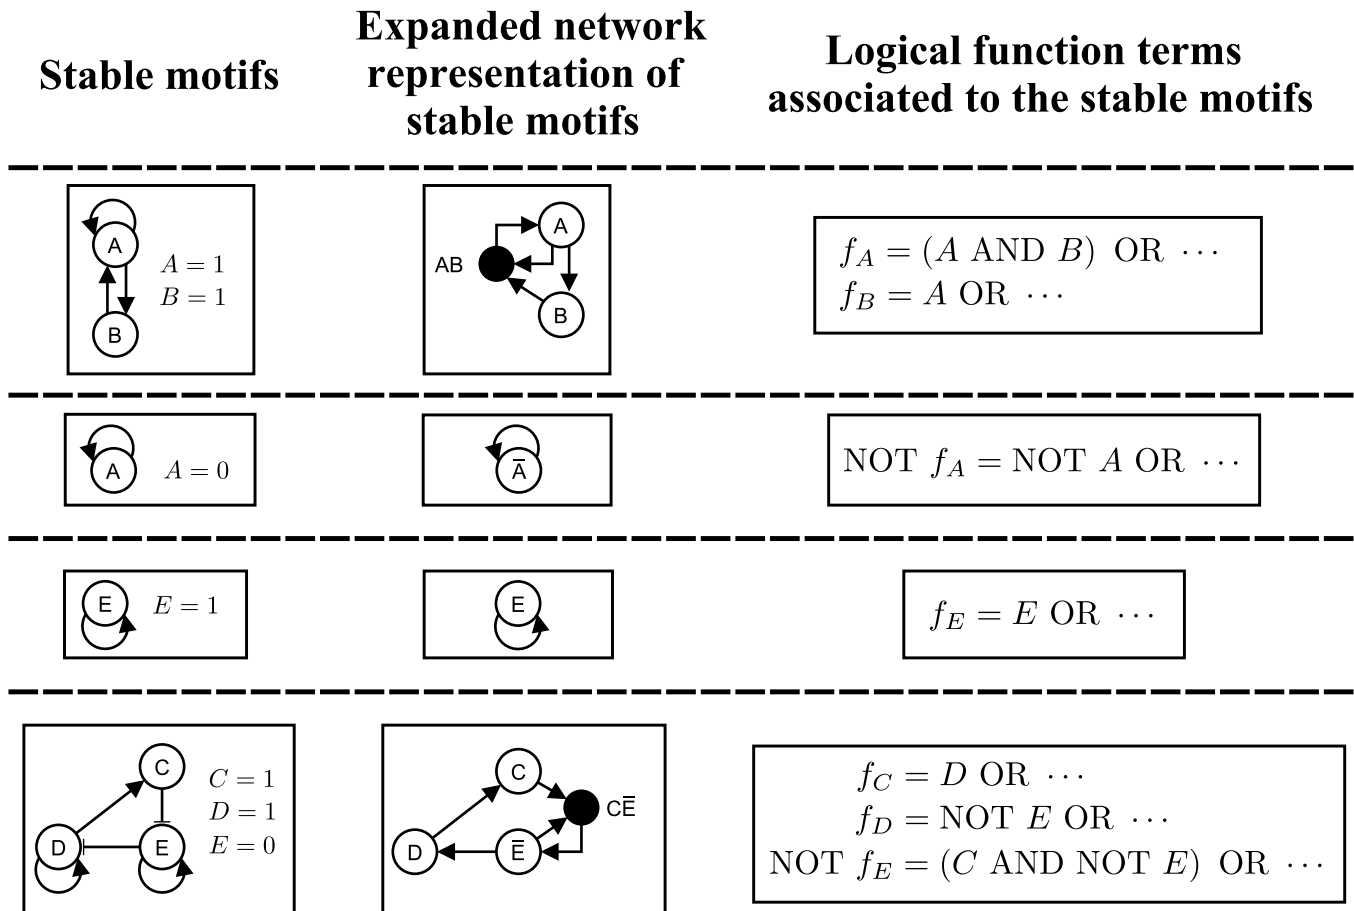 Stable motifs
Expanded network
representation of
stable motifs
Logical function terms
associated to the stable motifs
A
B
A = 1
B = 1
AB
A
B
f_A = (A AND B) OR ···
f_B = A OR ···
A
A = 0
A̅
NOT f_A = NOT A OR ···
E
E = 1
E
f_E = E OR ···
C
D
E
C = 1
D = 1
E = 0
C
CE̅
D
E̅
f_C = D OR ···
f_D = NOT E OR ···
NOT f_E = (C AND NOT E) OR ···